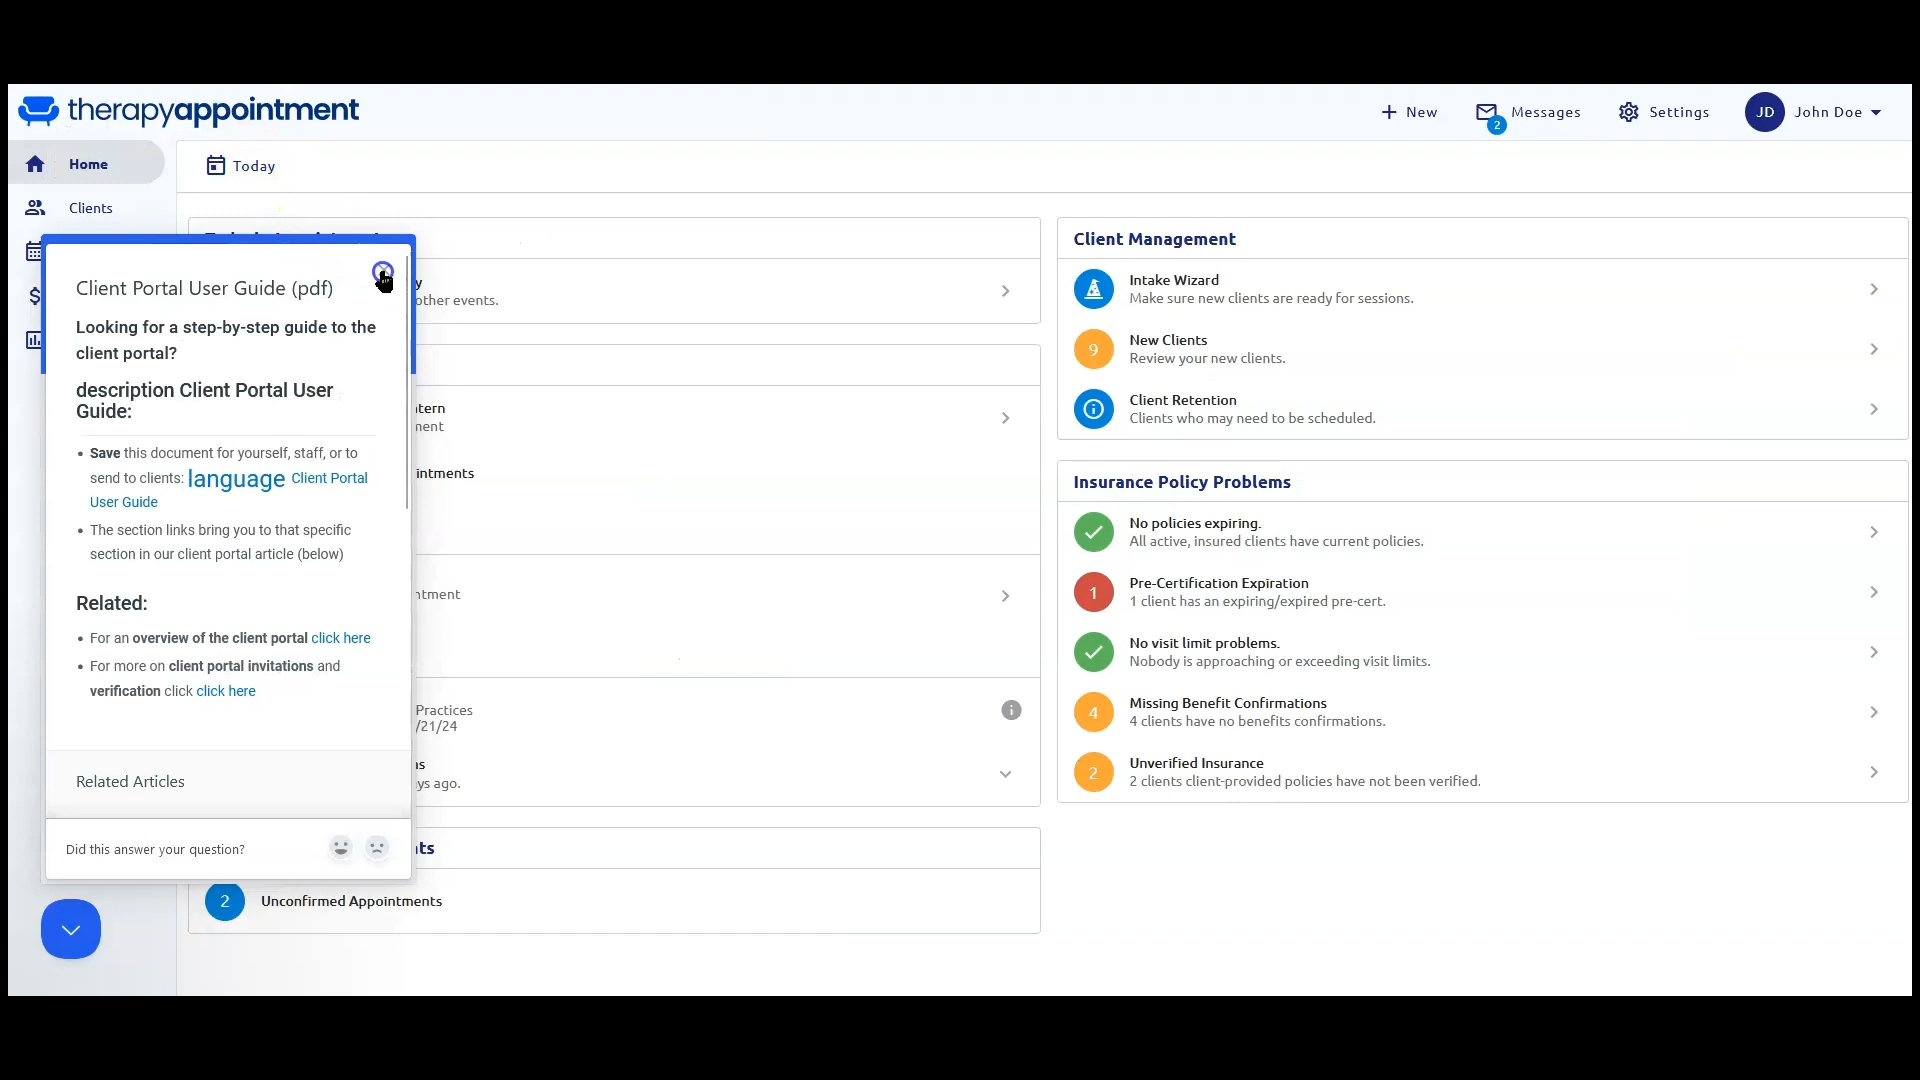 therapyappointment
New
Messages
2
Settings
JD
John Doe
Home
Clients
Today
other events.
ment
intments
ntment
Practices
/21/24
ys ago.
nts
2
Unconfirmed Appointments
Client Portal User Guide (pdf)
Looking for a step-by-step guide to the
client portal?
description Client Portal User
Guide:
• Save this document for yourself, staff, or to
send to clients: language Client Portal
User Guide
• The section links bring you to that specific
section in our client portal article (below)
Related:
• For an overview of the client portal click here
• For more on client portal invitations and
verification click click here
Related Articles
Did this answer your question?
Client Management
Intake Wizard
Make sure new clients are ready for sessions.
9
New Clients
Review your new clients.
Client Retention
Clients who may need to be scheduled.
Insurance Policy Problems
No policies expiring.
All active, insured clients have current policies.
1
Pre-Certification Expiration
1 client has an expiring/expired pre-cert.
No visit limit problems.
Nobody is approaching or exceeding visit limits.
4
Missing Benefit Confirmations
4 clients have no benefits confirmations.
2
Unverified Insurance
2 clients client-provided policies have not been verified.